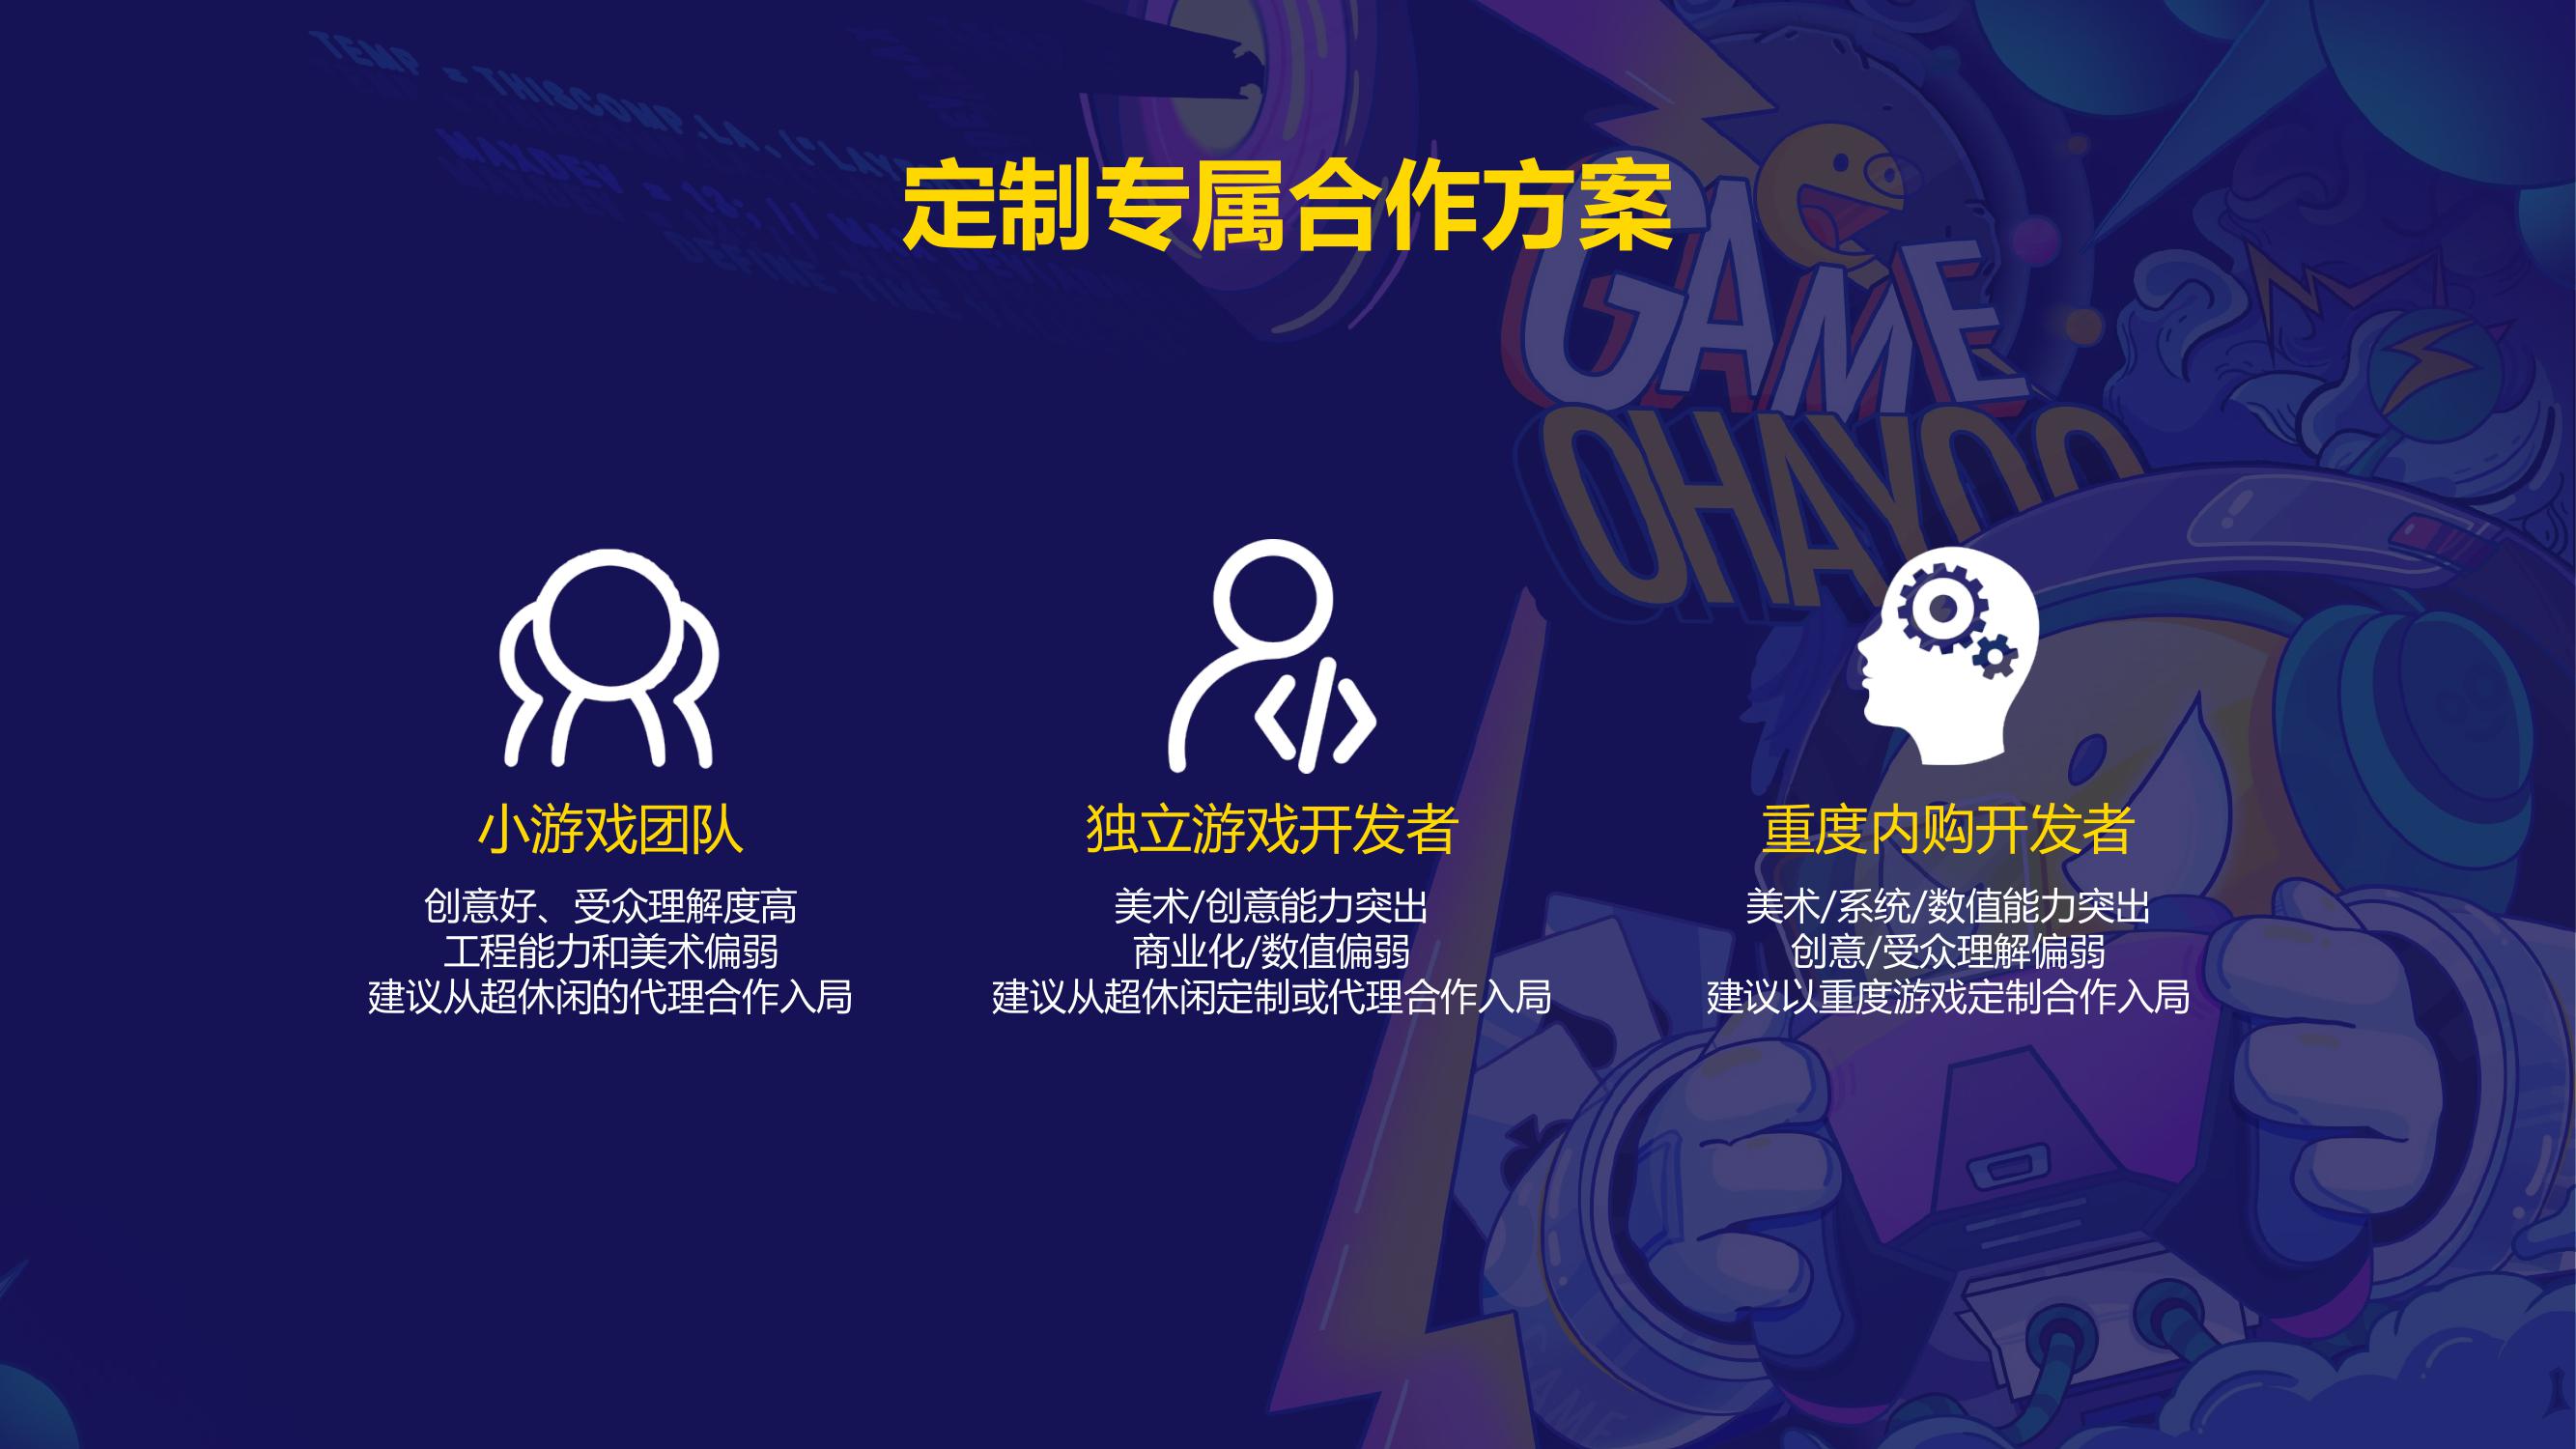 定制专属合作方案
GAME
OHAYOO
小游戏团队
创意好、受众理解度高
工程能力和美术偏弱
建议从超休闲的代理合作入局
独立游戏开发者
美术/创意能力突出
商业化/数值偏弱
建议从超休闲定制或代理合作入局
重度内购开发者
美术/系统/数值能力突出
创意/受众理解偏弱
建议以重度游戏定制合作入局